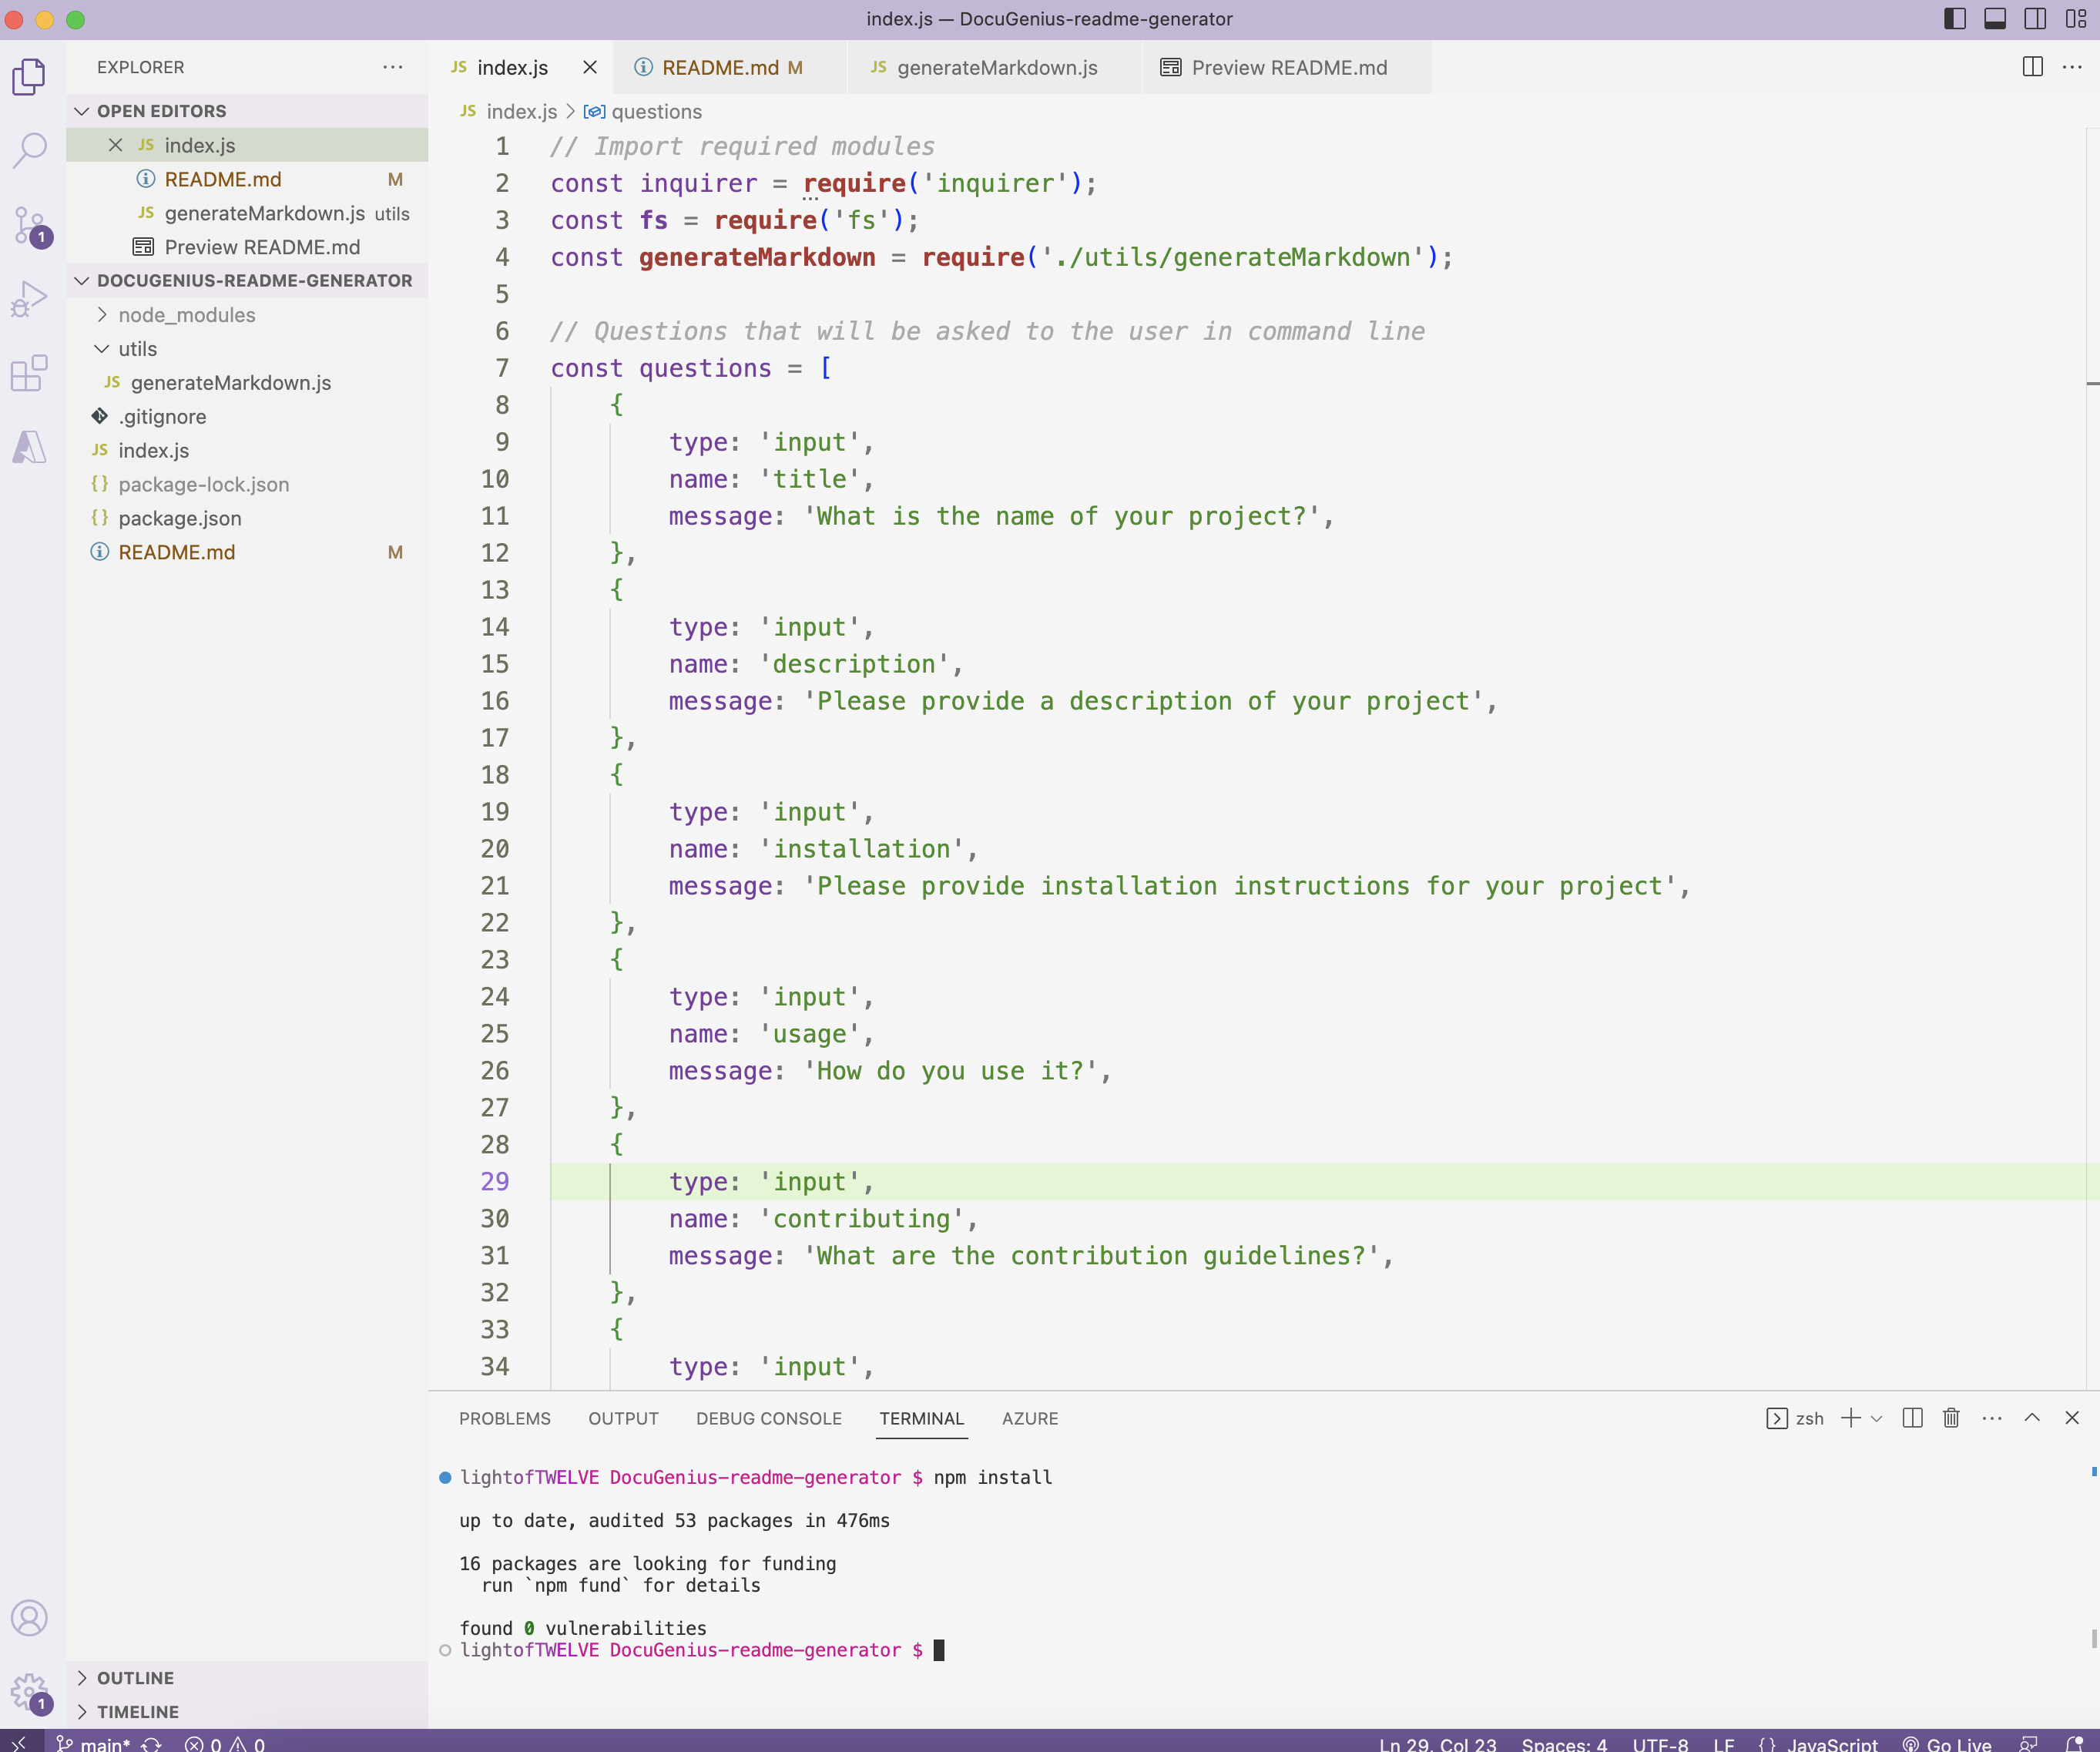 index.js — DocuGenius-readme-generator
EXPLORER
OPEN EDITORS
JS index.js
README.md M
JS generateMarkdown.js utils
Preview README.md
DOCUGENIUS-README-GENERATOR
node_modules
utils
JS generateMarkdown.js
.gitignore
JS index.js
{} package-lock.json
{} package.json
README.md M
OUTLINE
TIMELINE
1
1
JS index.js
README.md M
JS generateMarkdown.js
Preview README.md
JS index.js > questions
1 // Import required modules
2 const inquirer = require('inquirer');
3 const fs = require('fs');
4 const generateMarkdown = require('./utils/generateMarkdown');
5
6 // Questions that will be asked to the user in command line
7 const questions = [
8 {
9 type: 'input',
10 name: 'title',
11 message: 'What is the name of your project?',
12 },
13 {
14 type: 'input',
15 name: 'description',
16 message: 'Please provide a description of your project',
17 },
18 {
19 type: 'input',
20 name: 'installation',
21 message: 'Please provide installation instructions for your project',
22 },
23 {
24 type: 'input',
25 name: 'usage',
26 message: 'How do you use it?',
27 },
28 {
29 type: 'input',
30 name: 'contributing',
31 message: 'What are the contribution guidelines?',
32 },
33 {
34 type: 'input',
PROBLEMS OUTPUT DEBUG CONSOLE TERMINAL AZURE
zsh
lightofTWELVE DocuGenius-readme-generator $ npm install
up to date, audited 53 packages in 476ms
16 packages are looking for funding
run `npm fund` for details
found 0 vulnerabilities
lightofTWELVE DocuGenius-readme-generator $
main* 0 0 Ln 29, Col 23 Spaces: 4 UTF-8 LF {} JavaScript Go Live